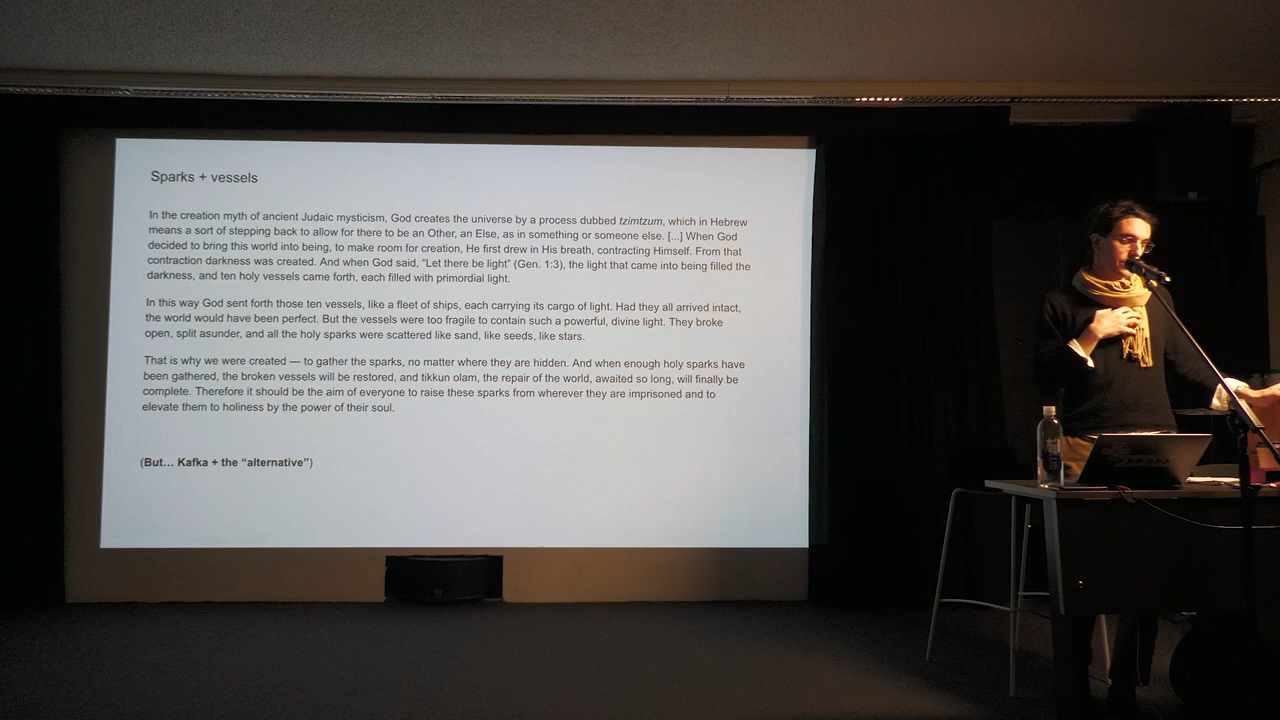 Sparks + vessels
In the creation myth of ancient Judaic mysticism, God creates the universe by a process dubbed tzimtzum, which in Hebrew
means a sort of stepping back to allow for there to be an Other, an Else, as in something or someone else. [...] When God
decided to bring this world into being, to make room for creation, He first drew in His breath, contracting Himself. From that
contraction darkness was created. And when God said, “Let there be light” (Gen. 1:3), the light that came into being filled the
darkness, and ten holy vessels came forth, each filled with primordial light.
In this way God sent forth those ten vessels, like a fleet of ships, each carrying its cargo of light. Had they all arrived intact,
the world would have been perfect. But the vessels were too fragile to contain such a powerful, divine light. They broke
open, split asunder, and all the holy sparks were scattered like sand, like seeds, like stars.
That is why we were created — to gather the sparks, no matter where they are hidden. And when enough holy sparks have
been gathered, the broken vessels will be restored, and tikkun olam, the repair of the world, awaited so long, will finally be
complete. Therefore it should be the aim of everyone to raise these sparks from wherever they are imprisoned and to
elevate them to holiness by the power of their soul.
(But… Kafka + the “alternative”)